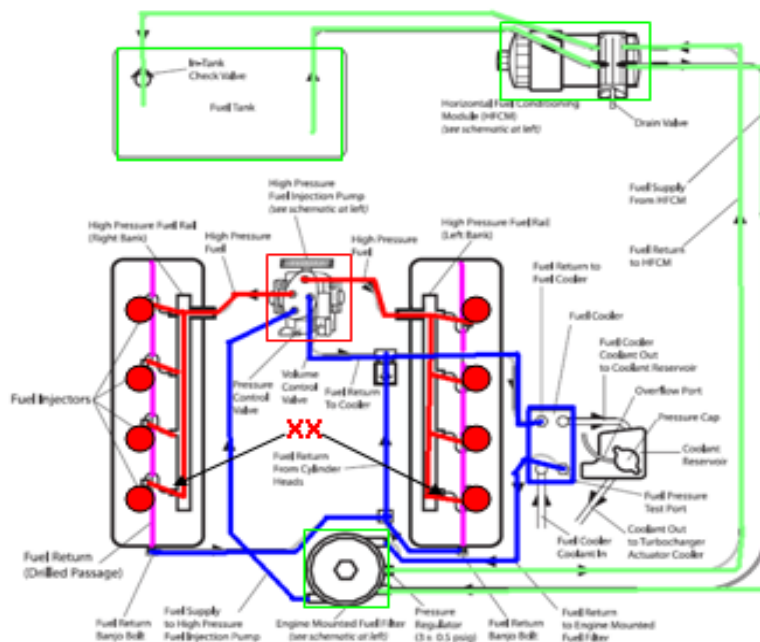 In-Tank
Check Valve
Fuel Tank
Horizontal Fuel Conditioning
Module (HFCM)
(see schematic at left)
Drain Valve
Fuel Supply
From HFCM
Fuel Return
to HFCM
High Pressure
Fuel Injection Pump
(see schematic at left)
High Pressure Fuel Rail
(Right Bank)
High Pressure
Fuel
High Pressure
Fuel
High Pressure Fuel Rail
(Left Bank)
Fuel Return to
Fuel Cooler
Fuel Cooler
Fuel Cooler
Coolant Out
to Coolant Reservoir
Overflow Port
Pressure Cap
Coolant
Reservoir
Fuel Injectors
Pressure
Control
Valve
Volume
Control
Valve
Fuel Return
To Cooler
XX
Fuel Return
From Cylinder
Heads
Fuel Pressure
Test Port
Fuel Cooler
Coolant In
Coolant Out
to Turbocharger
Actuator Cooler
Fuel Return
(Drilled Passage)
Fuel Return
Banjo Bolt
Fuel Supply
to High Pressure
Fuel Injection Pump
Engine Mounted Fuel Filter
(see schematic at left)
Pressure
Regulator
(3 ± 0.5 psig)
Fuel Return
Banjo Bolt
Fuel Return
to Engine Mounted
Fuel Filter